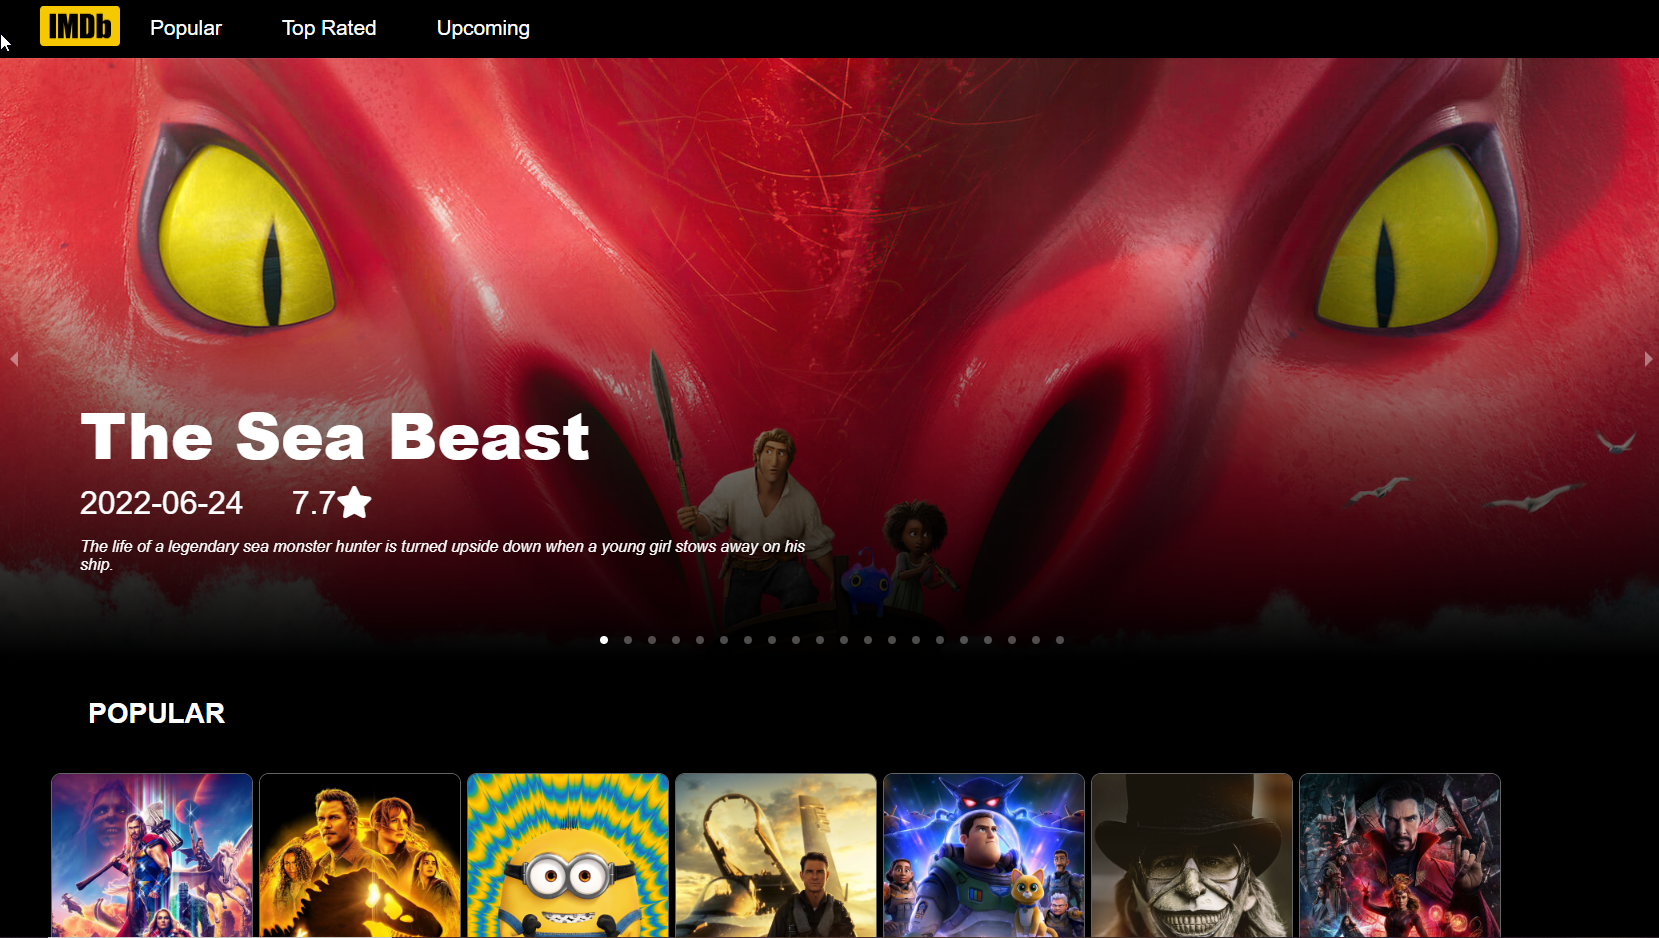 IMDb Popular Top Rated Upcoming
The Sea Beast
2022-06-24 7.7
The life of a legendary sea monster hunter is turned upside down when a young girl stows away on his
ship.
POPULAR